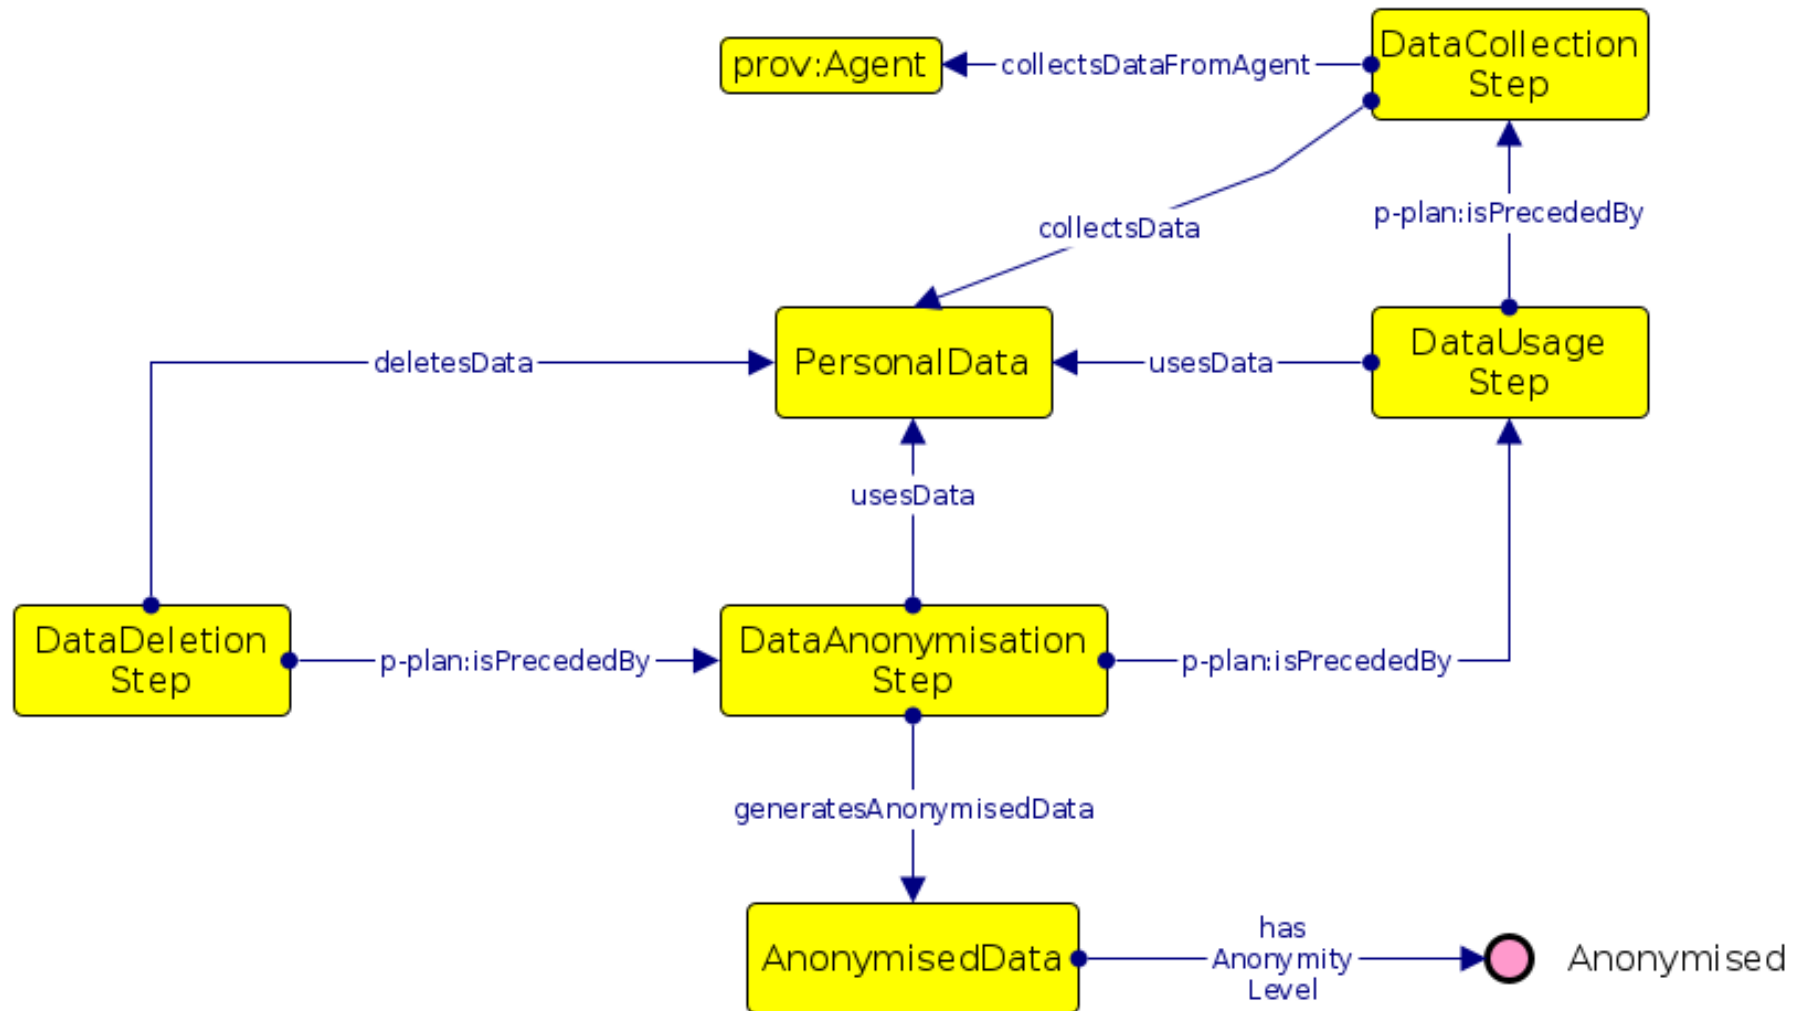 DataCollection
Step
prov:Agent
collectsDataFromAgent
p-plan:isPrecededBy
collectsData
DataUsage
Step
deletesData
PersonalData
usesData
usesData
DataDeletion
Step
p-plan:isPrecededBy
DataAnonymisation
Step
p-plan:isPrecededBy
generatesAnonymisedData
AnonymisedData
has
Anonymity
Level
Anonymised